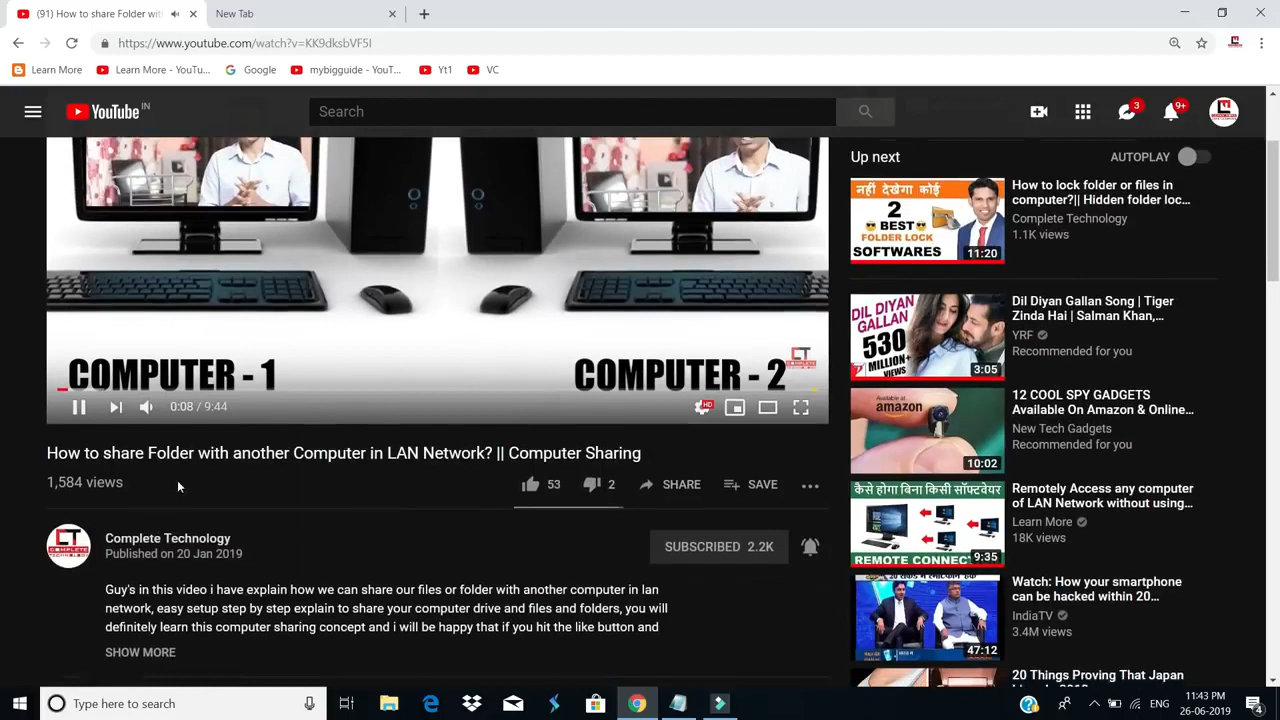 (91) How to share Folder wit
New Tab
https://www.youtube.com/watch?v=KK9dksbVF5I
Learn More
Learn More - YouTu...
Google
mybigguide - YouT...
Yt1
VC
YouTube IN
Search
3
9+
COMPUTER - 1
COMPUTER - 2
CT
0:08 / 9:44
HD
How to share Folder with another Computer in LAN Network? || Computer Sharing
1,584 views
53
2
SHARE
SAVE
CT
COMPLETE
Complete Technology
Published on 20 Jan 2019
SUBSCRIBED 2.2K
Guy's in this video I have explain how we can share our files or folder with another computer in lan
network, easy setup step by step explain to share your computer drive and files and folders, you will
definitely learn this computer sharing concept and i will be happy that if you hit the like button and
SHOW MORE
Up next
AUTOPLAY
नहीं देखेगा कोई
2
BEST
FOLDER LOCK
SOFTWARES
11:20
How to lock folder or files in
computer?|| Hidden folder loc...
Complete Technology
1.1K views
DIL DIYAN
GALLAN
530
MILLION+
VIEWS
3:05
Dil Diyan Gallan Song | Tiger
Zinda Hai | Salman Khan,...
YRF
Recommended for you
Available at
amazon
10:02
12 COOL SPY GADGETS
Available On Amazon & Online...
New Tech Gadgets
Recommended for you
कैसे होगा बिना किसी सॉफ्टवेयर
REMOTE CONNEC
9:35
Remotely Access any computer
of LAN Network without using...
Learn More
18K views
47:12
Watch: How your smartphone
can be hacked within 20...
IndiaTV
3.4M views
20 Things Proving That Japan
Type here to search
ENG
11:43 PM
26-06-2019
4